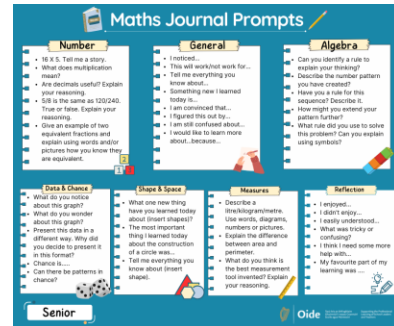 Maths Journal Prompts
Number
• 16 X 5. Tell me a story.
• What does multiplication
mean?
• Are decimals useful? Explain
your reasoning.
• 5/8 is the same as 120/240.
True or false. Explain your
reasoning.
• Give an example of two
equivalent fractions and
explain using words and/or
pictures how you know they
are equivalent.
General
• I noticed...
• This will work/not work for...
• Tell me everything you
know about...
• Something new I learned
today is...
• I am convinced that...
• I figured this out by...
• I am still confused about...
• I would like to learn more
about...because...
Algebra
• Can you identify a rule to
explain your thinking?
• Describe the number pattern
you have created?
• Have you a rule for this
sequence? Describe it.
• How might you extend your
pattern further?
• What rule did you use to solve
this problem? Can you explain
using symbols?
Data & Chance
• What do you notice
about this graph?
• What do you wonder
about this graph?
• Present this data in a
different way. Why did
you decide to present it
in this format?
• Chance is.....
• Can there be patterns in
chance?
Shape & Space
• What one new thing
have you learned today
about (insert shapes)?
• The most important
thing I learned today
about the construction
of a circle was...
• Tell me everything you
know about (insert
shape).
Measures
• Describe a
litre/kilogram/metre.
Use words, diagrams,
numbers or pictures.
• Explain the difference
between area and
perimeter.
• What do you think is
the best measurement
tool invented? Explain
your reasoning.
Reflection
• I enjoyed...
• I didn't enjoy...
• I easily understood...
• What was tricky or
confusing?
• I think I need some more
help with...
• My favourite part of my
learning was ....
Senior
Oide